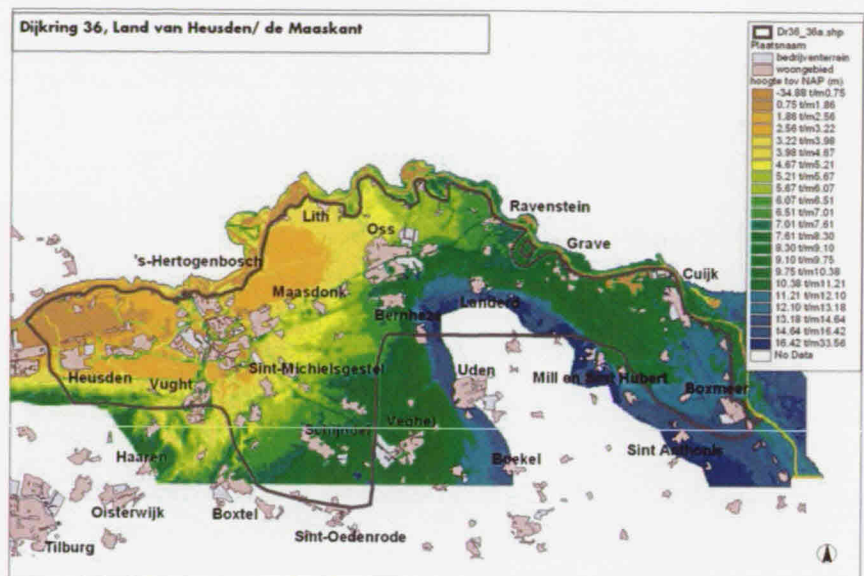 Dijkring 36, Land van Heusden/ de Maaskant
Dr36_36a.shp
Plaatsnaam
bedrijventerrein
woongebied
hoogte tov NAP (m)
-34.88 t/m0.75
0.75 t/m1.86
1.86 t/m2.56
2.56 t/m3.22
3.22 t/m3.98
3.98 t/m4.67
4.67 t/m5.21
5.21 t/m5.67
5.67 t/m6.07
6.07 t/m6.51
6.51 t/m7.01
7.01 t/m7.61
7.61 t/m8.30
8.30 t/m9.10
9.10 t/m9.75
9.75 t/m10.38
10.38 t/m11.21
11.21 t/m12.10
12.10 t/m13.18
13.18 t/m14.64
14.64 t/m16.42
16.42 t/m33.56
No Data
Ravenstein
Lith
Oss
Grave
's-Hertogenbosch
Cuijk
Maasdonk
Landerd
Bernheze
Sint-Michielsgestel
Heusden
Vught
Uden
Mill en Sint Hubert
Boxmeer
Schijndel
Veghel
Haaren
Boekel
Sint Anthonis
Oisterwijk
Boxtel
Sint-Oedenrode
Tilburg